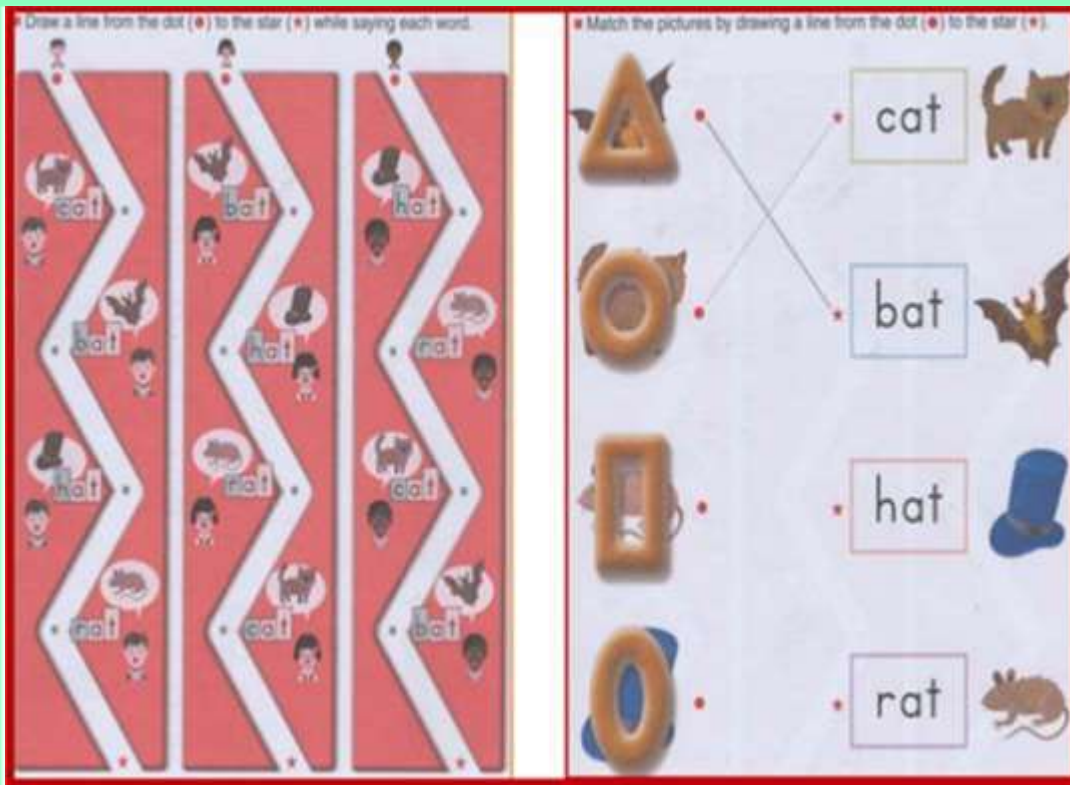 Draw a line from the dot (●) to the star (★) while saying each word.
cat
bat
hat
bat
hat
rat
hat
rat
cat
rat
cat
bat
Match the pictures by drawing a line from the dot (●) to the star (★).
cat
bat
hat
rat